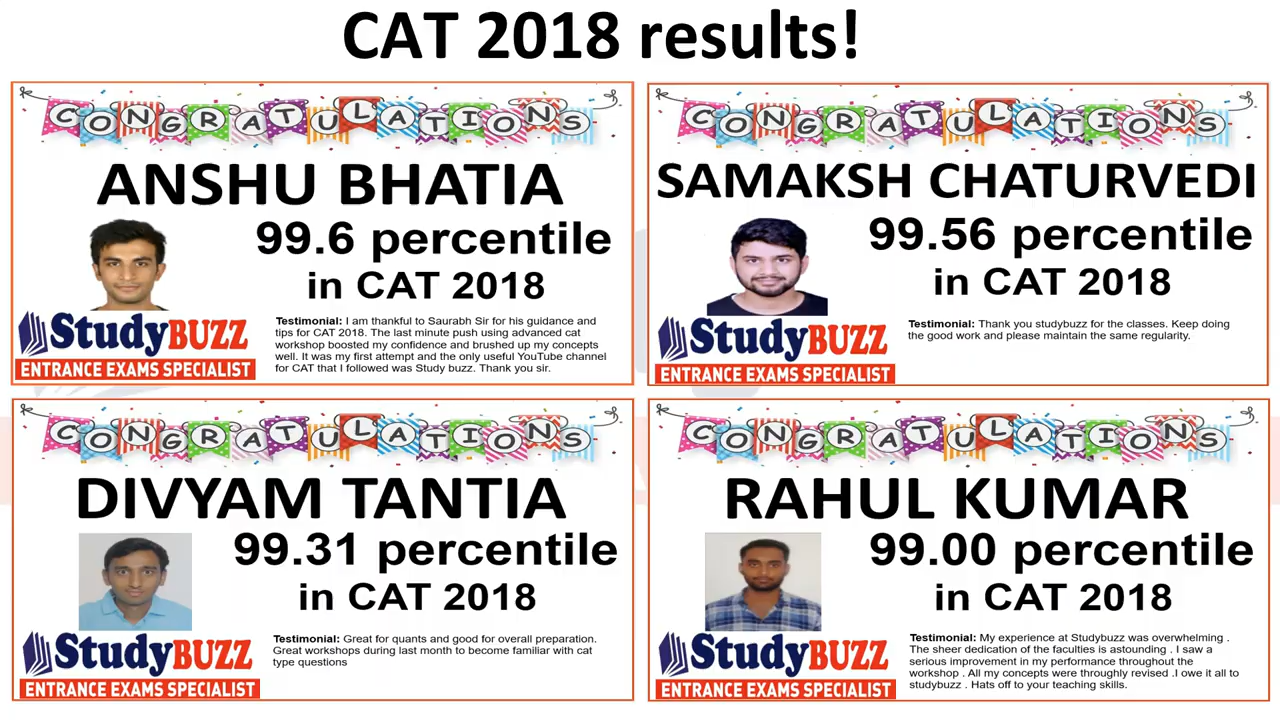 CAT 2018 results!
CONGRATULATIONS
ANSHU BHATIA
99.6 percentile
in CAT 2018
Testimonial: I am thankful to Saurabh Sir for his guidance and
tips for CAT 2018. The last minute push using advanced cat
workshop boosted my confidence and brushed up my concepts
well. It was my first attempt and the only useful YouTube channel
for CAT that I followed was Study buzz. Thank you sir.
StudyBUZZ
ENTRANCE EXAMS SPECIALIST
CONGRATULATIONS
SAMAKSH CHATURVEDI
99.56 percentile
in CAT 2018
Testimonial: Thank you studybuzz for the classes. Keep doing
the good work and please maintain the same regularity.
StudyBUZZ
ENTRANCE EXAMS SPECIALIST
CONGRATULATIONS
DIVYAM TANTIA
99.31 percentile
in CAT 2018
Testimonial: Great for quants and good for overall preparation.
Great workshops during last month to become familiar with cat
type questions
StudyBUZZ
ENTRANCE EXAMS SPECIALIST
CONGRATULATIONS
RAHUL KUMAR
99.00 percentile
in CAT 2018
Testimonial: My experience at Studybuzz was overwhelming .
The sheer dedication of the faculties is astounding . I saw a
serious improvement in my performance throughout the
workshop . All my concepts were throughly revised .I owe it all to
studybuzz . Hats off to your teaching skills.
StudyBUZZ
ENTRANCE EXAMS SPECIALIST